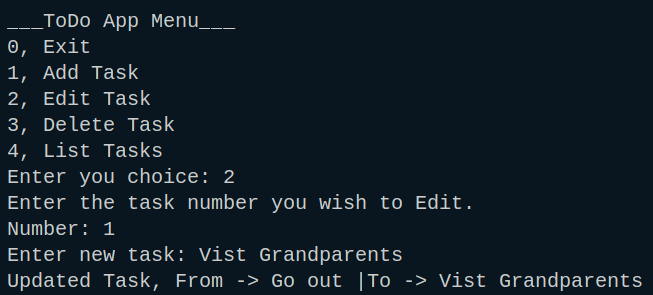 ___ToDo App Menu___
0, Exit
1, Add Task
2, Edit Task
3, Delete Task
4, List Tasks
Enter you choice: 2
Enter the task number you wish to Edit.
Number: 1
Enter new task: Vist Grandparents
Updated Task, From -> Go out |To -> Vist Grandparents